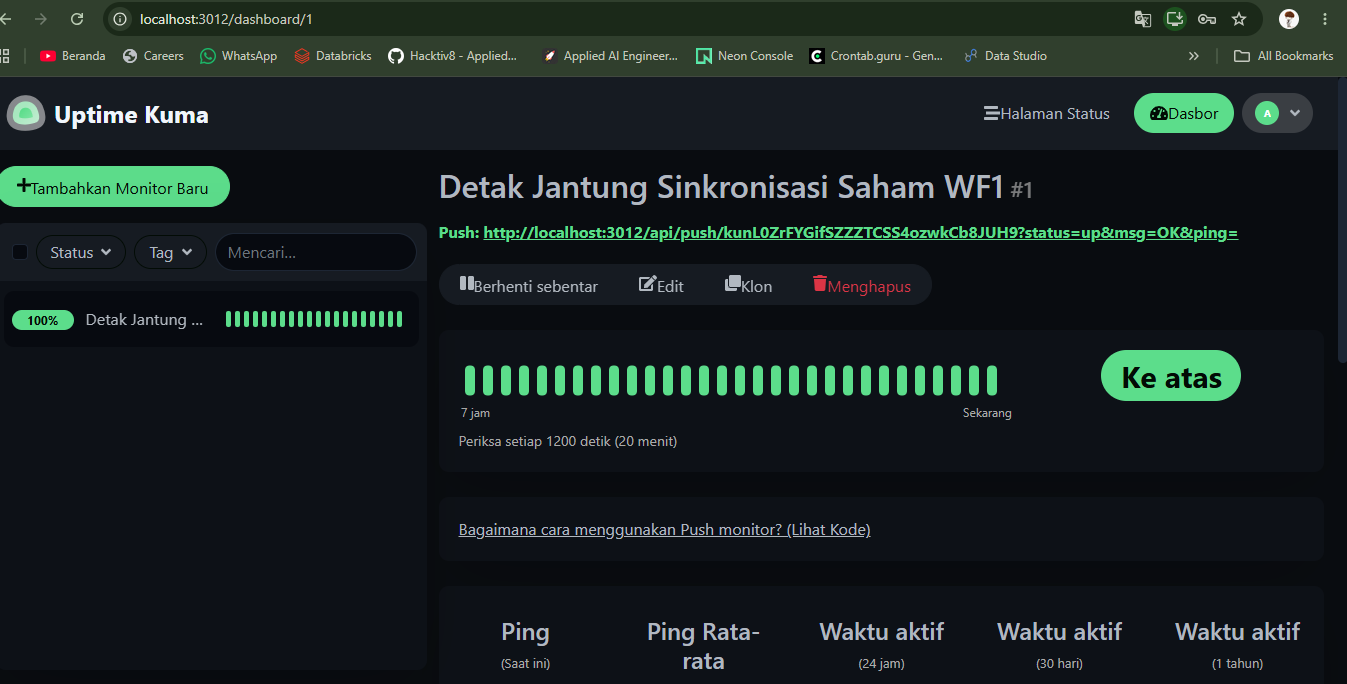 localhost:3012/dashboard/1
Beranda Careers WhatsApp Databricks Hacktiv8 - Applied... Applied AI Engineer... Neon Console Crontab.guru - Gen... Data Studio » All Bookmarks
Uptime Kuma
Halaman Status Dasbor A
Tambahkan Monitor Baru
Status Tag Mencari...
100% Detak Jantung ...
Detak Jantung Sinkronisasi Saham WF1 #1
Push: http://localhost:3012/api/push/kunL0ZrFYGifSZZZTCSS4ozwkCb8JUH9?status=up&msg=OK&ping=
Berhenti sebentar Edit Klon Menghapus
Ke atas
7 jam Sekarang
Periksa setiap 1200 detik (20 menit)
Bagaimana cara menggunakan Push monitor? (Lihat Kode)
Ping
(Saat ini)
Ping Rata-
rata
Waktu aktif
(24 jam)
Waktu aktif
(30 hari)
Waktu aktif
(1 tahun)